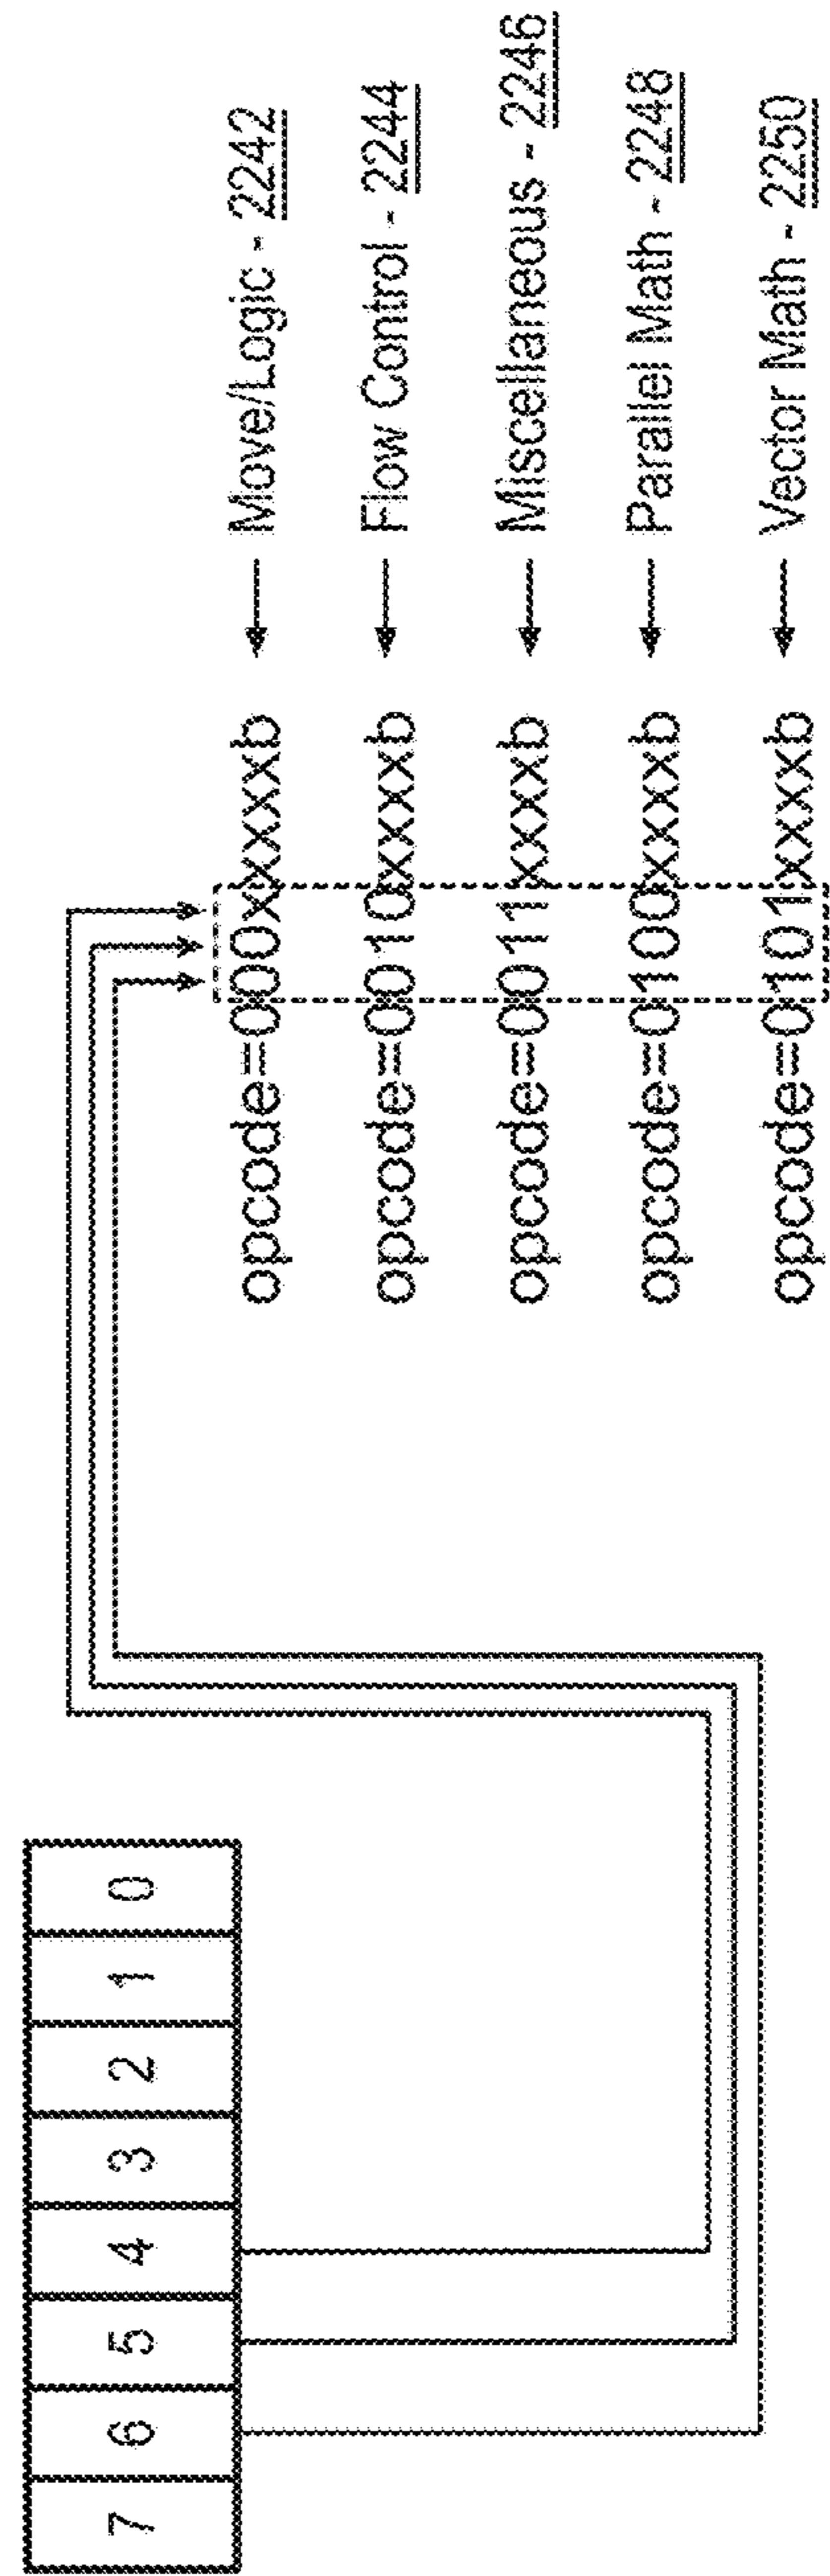 7 6 5 4 3 2 1 0
opcode=000xxxxxb ← Move/Logic - 2242
opcode=0010xxxxb ← Flow Control - 2244
opcode=0011xxxxb ← Miscellaneous - 2246
opcode=0100xxxxb ← Parallel Math - 2248
opcode=0101xxxxb ← Vector Math - 2250